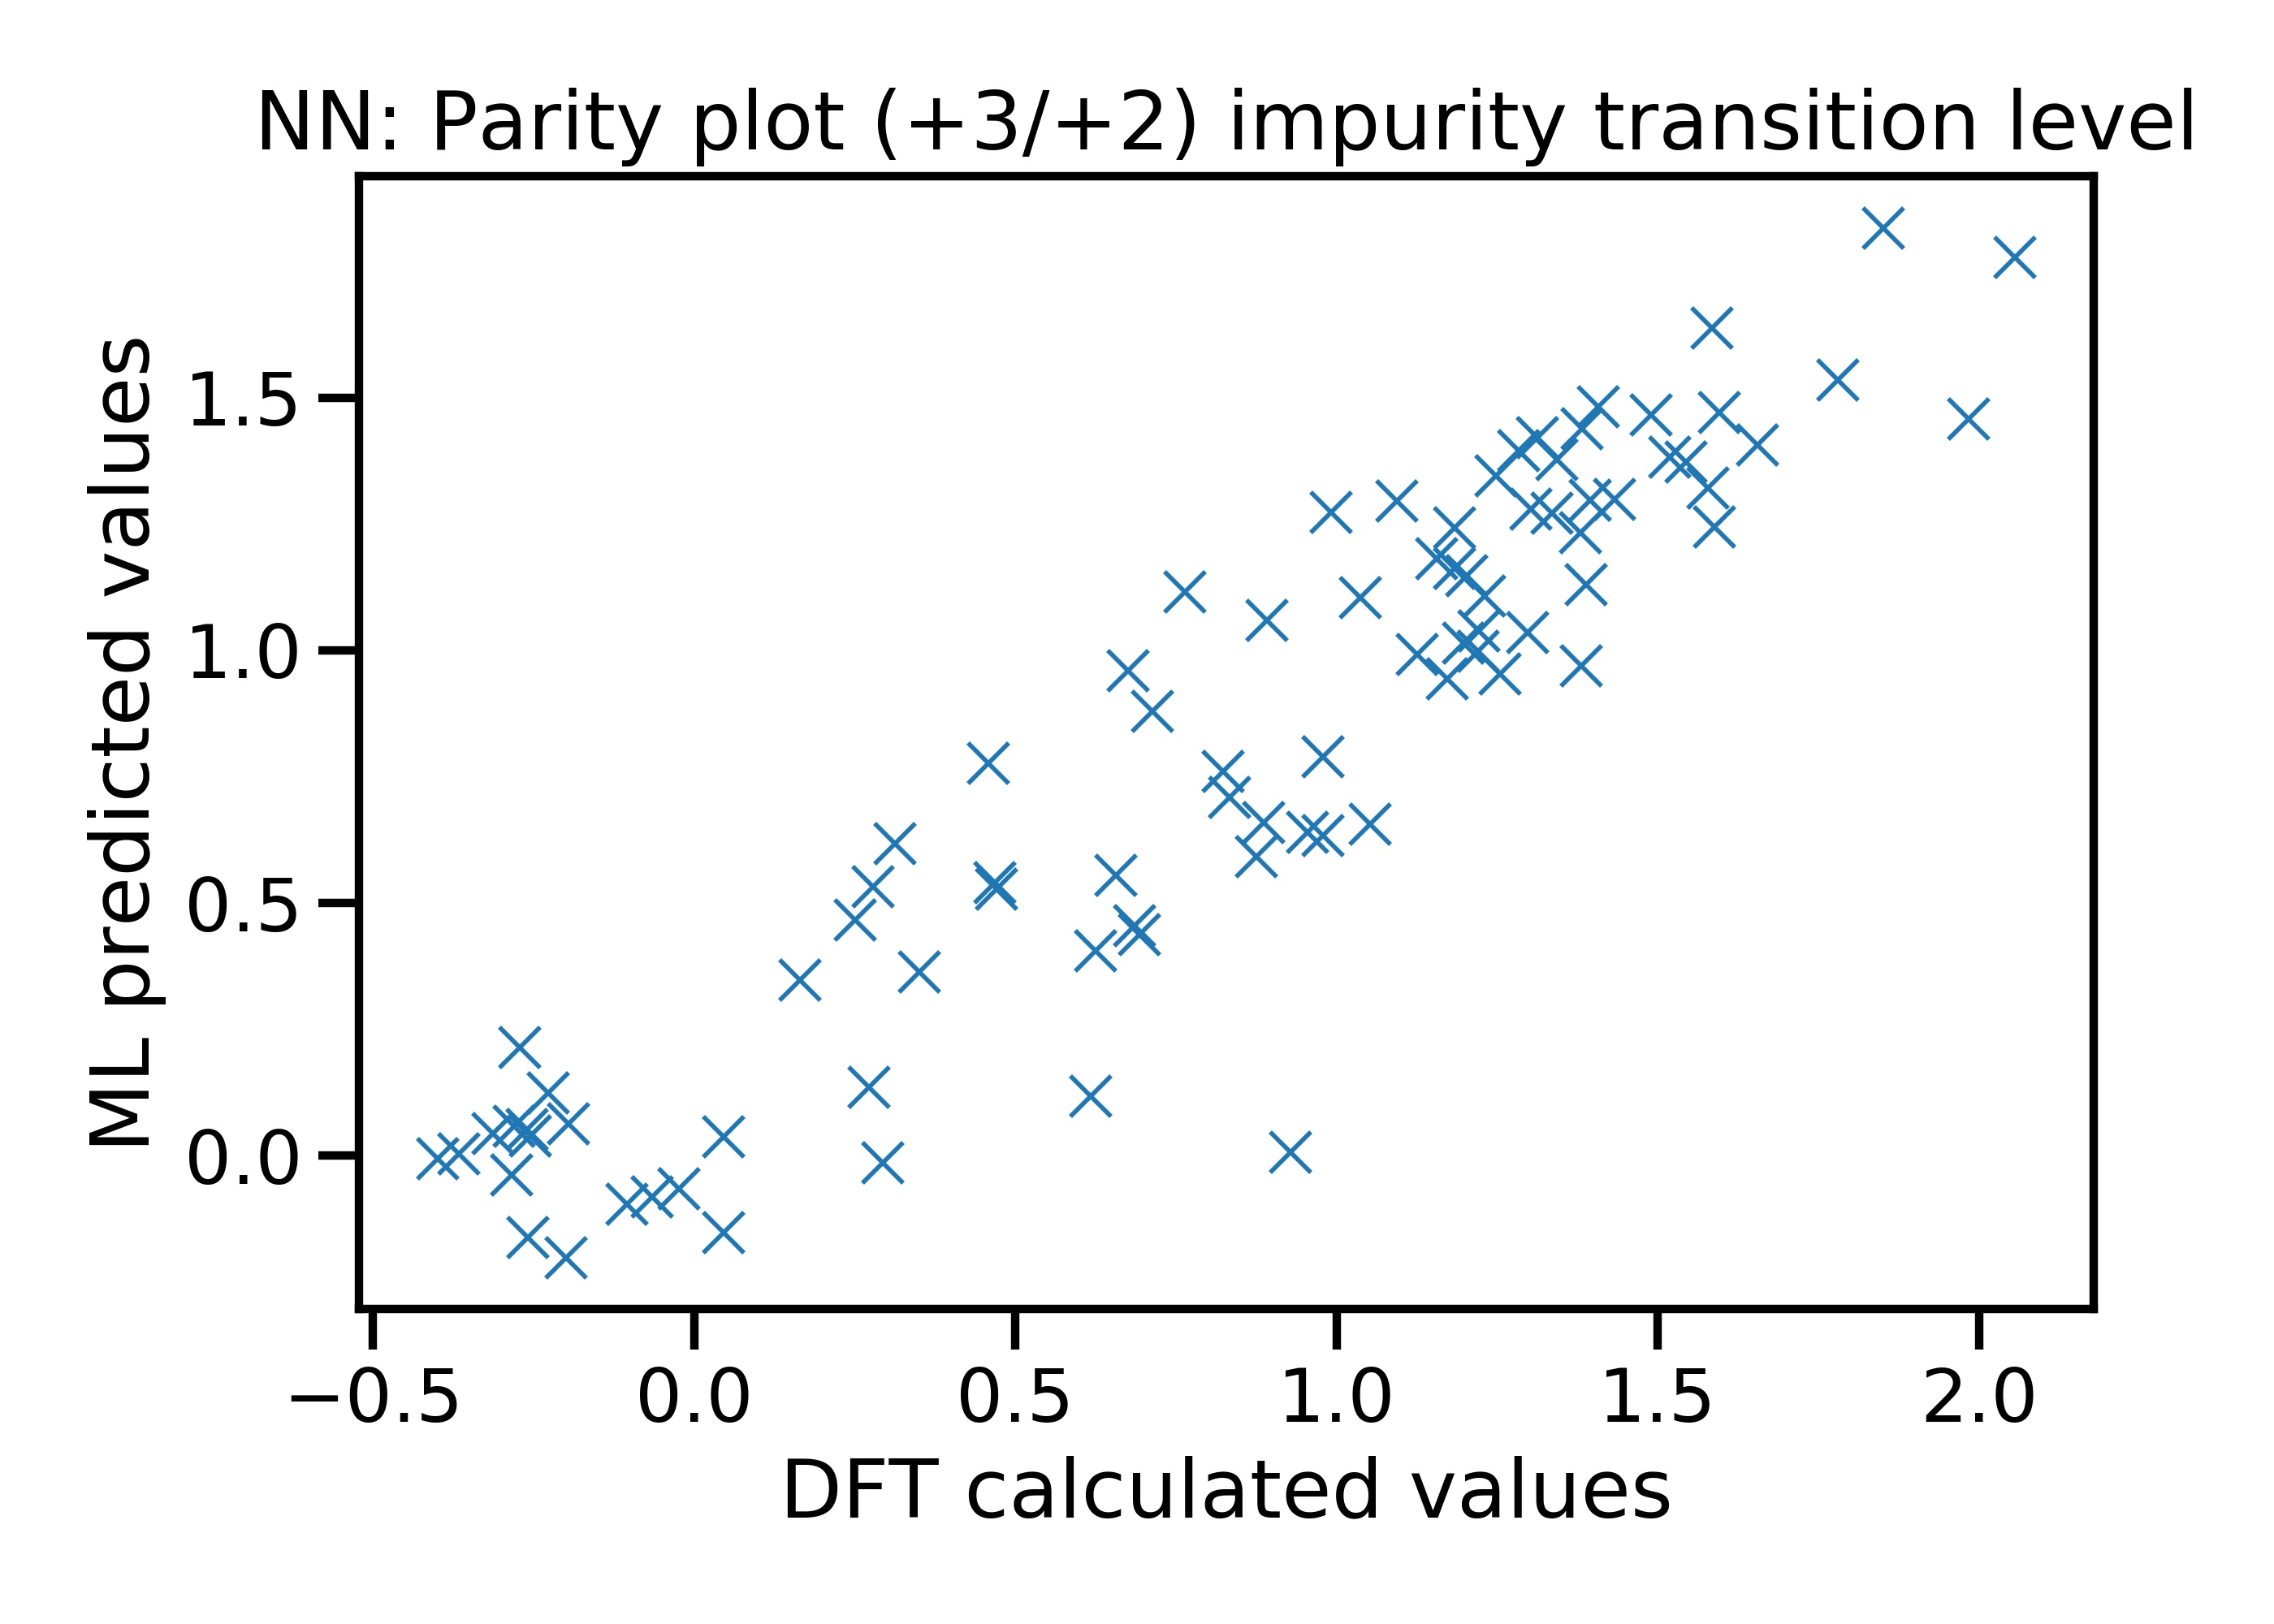 NN: Parity plot (+3/+2) impurity transition level
ML predicted values
1.5
1.0
0.5
0.0
−0.5 0.0 0.5 1.0 1.5 2.0
DFT calculated values